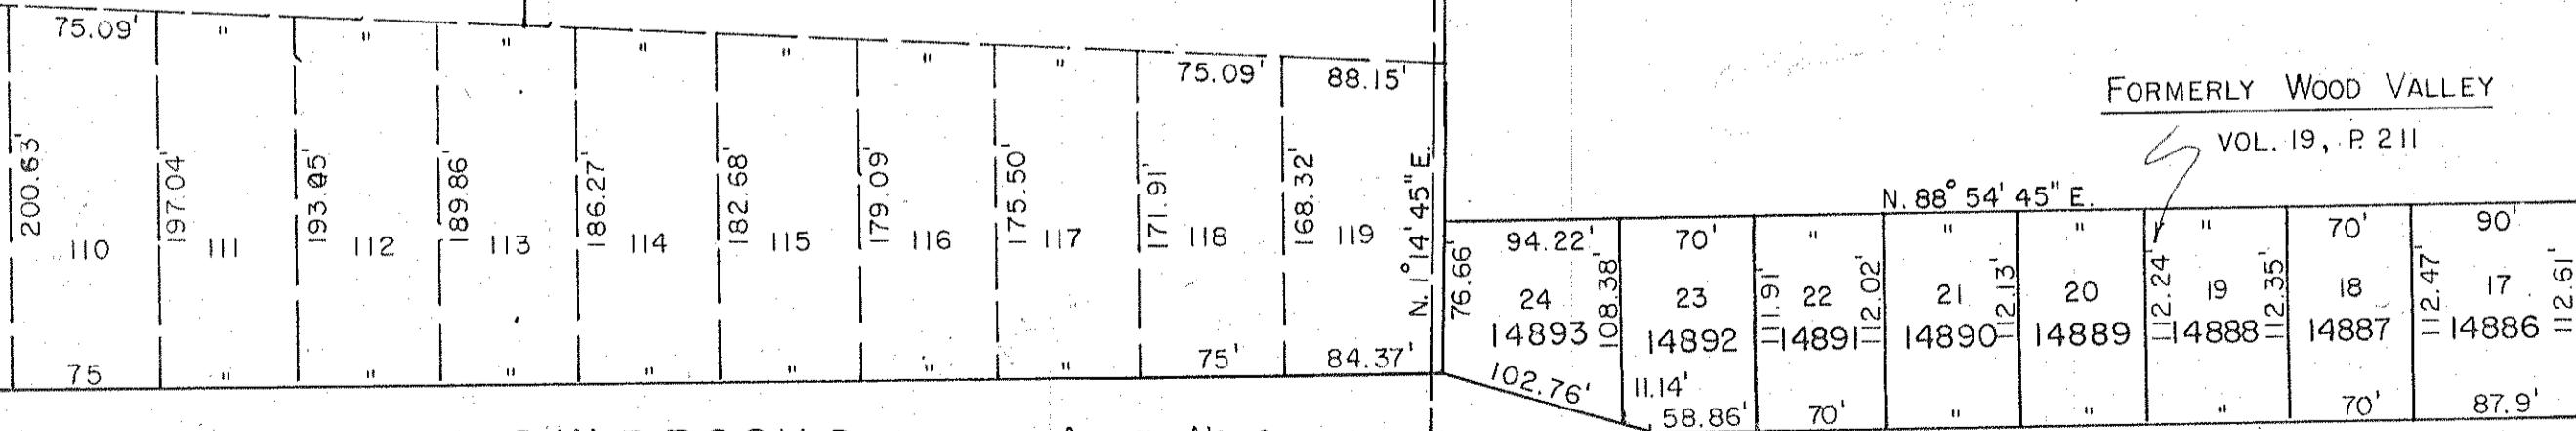 75.09' " " " " " " " 75.09' 88.15'
FORMERLY WOOD VALLEY
VOL. 19, P. 211
200.63' 197.04' 193.45' 189.86' 186.27' 182.68' 179.09' 175.50' 171.91' 168.32' N. 1° 14' 45" E.
N. 88° 54' 45" E.
110 111 112 113 114 115 116 117 118 119
94.22' 70' " " " " 70' 90'
76.66' 108.38' 111.91' 112.02' 112.13' 112.24' 112.35' 112.47' 112.61'
24 23 22 21 20 19 18 17
14893 14892 14891 14890 14889 14888 14887 14886
75 " " " " " " " 75' 84.37'
102.76' 11.14'
58.86' 70' " " " 70' 87.9'